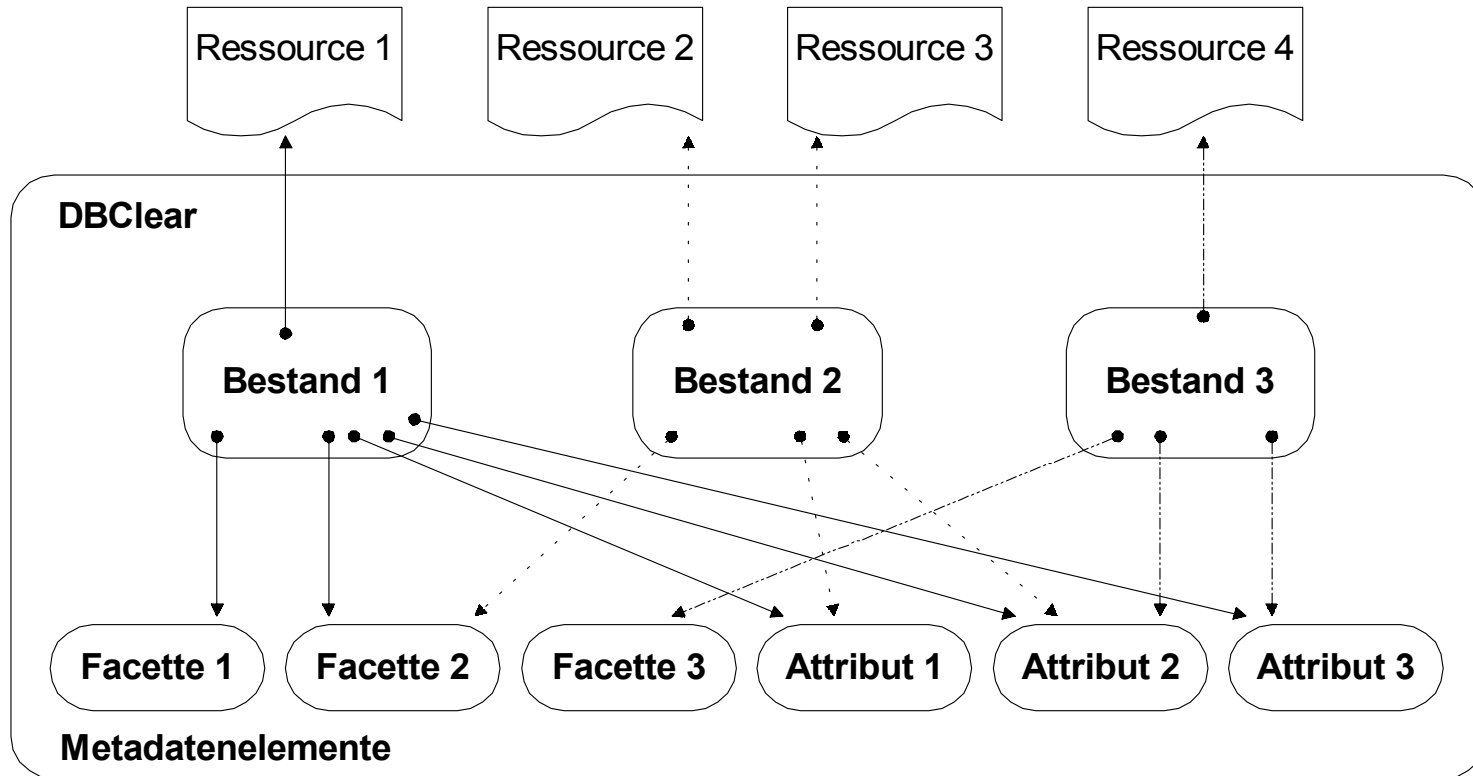 Ressource 1
Ressource 2
Ressource 3
Ressource 4
DBClear
Bestand 1
Bestand 2
Bestand 3
Facette 1
Facette 2
Facette 3
Attribut 1
Attribut 2
Attribut 3
Metadatenelemente